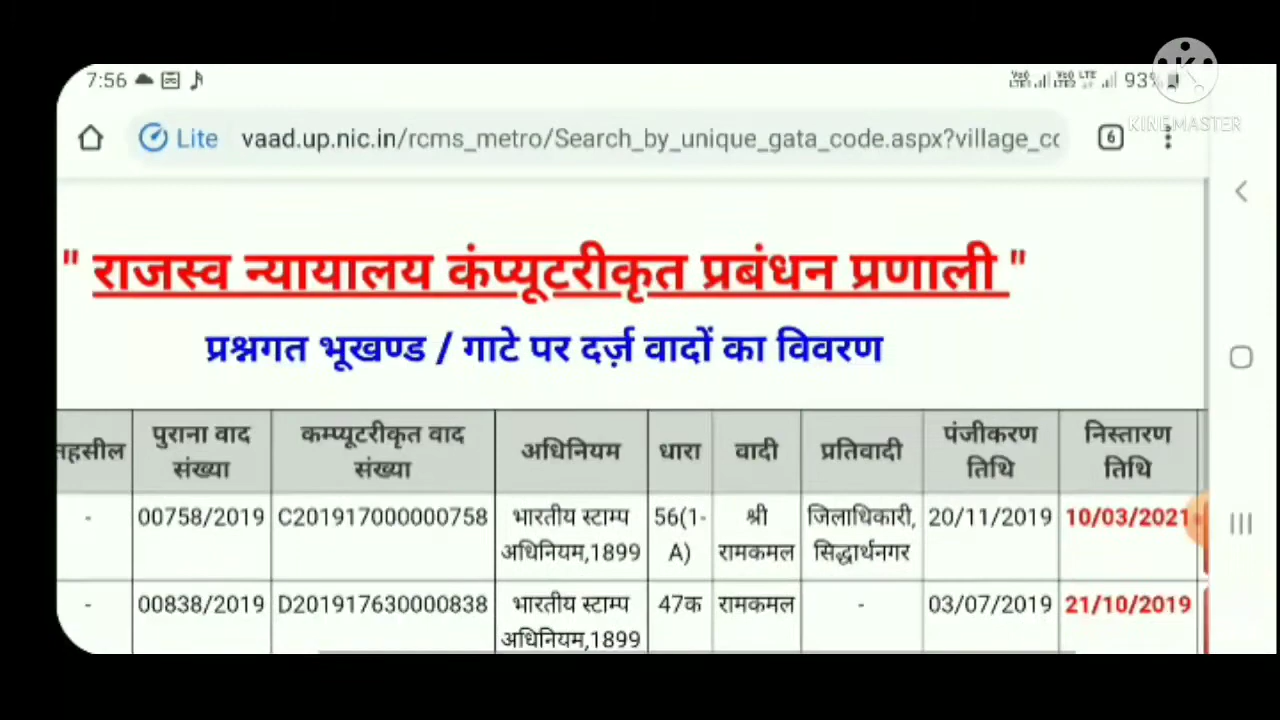 7:56
93%
KINEMASTER
Lite vaad.up.nic.in/rcms_metro/Search_by_unique_gata_code.aspx?village_cc
6
" राजस्व न्यायालय कंप्यूटरीकृत प्रबंधन प्रणाली "
प्रश्नगत भूखण्ड / गाटे पर दर्ज़ वादों का विवरण
तहसील
पुराना वाद
संख्या
कम्प्यूटरीकृत वाद
संख्या
अधिनियम
धारा
वादी
प्रतिवादी
पंजीकरण
तिथि
निस्तारण
तिथि
- 00758/2019 C201917000000758 भारतीय स्टाम्प 56(1- श्री जिलाधिकारी, 20/11/2019 10/03/2021
अधिनियम,1899 A) रामकमल सिद्धार्थनगर
- 00838/2019 D201917630000838 भारतीय स्टाम्प 47क रामकमल - 03/07/2019 21/10/2019
अधिनियम,1899